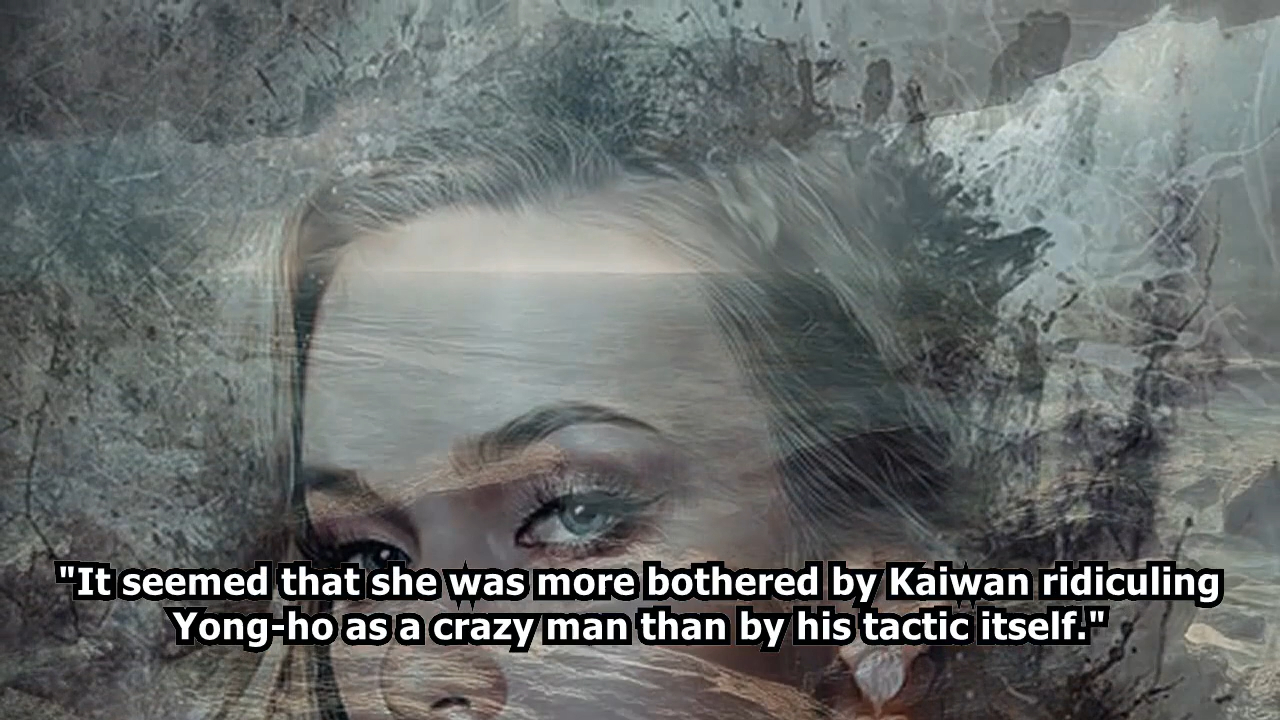 "It seemed that she was more bothered by Kaiwan ridiculing
Yong-ho as a crazy man than by his tactic itself."